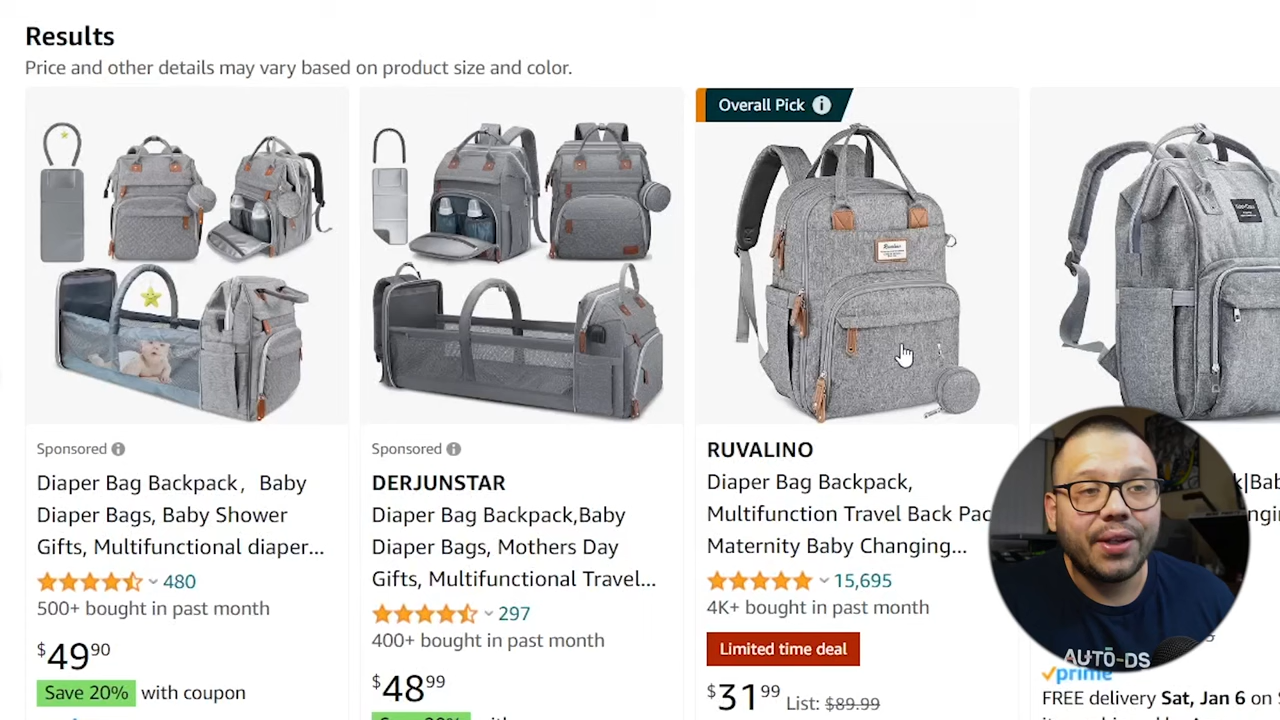 Results
Price and other details may vary based on product size and color.
Overall Pick
Sponsored
Diaper Bag Backpack，Baby
Diaper Bags, Baby Shower
Gifts, Multifunctional diaper...
480
500+ bought in past month
$49.90
Save 20% with coupon
Sponsored
DERJUNSTAR
Diaper Bag Backpack,Baby
Diaper Bags, Mothers Day
Gifts, Multifunctional Travel...
297
400+ bought in past month
$48.99
RUVALINO
Diaper Bag Backpack,
Multifunction Travel Back Pac
Maternity Baby Changing...
15,695
4K+ bought in past month
Limited time deal
$31.99 List: $89.99
AUTO-DS
prime
FREE delivery Sat, Jan 6 on